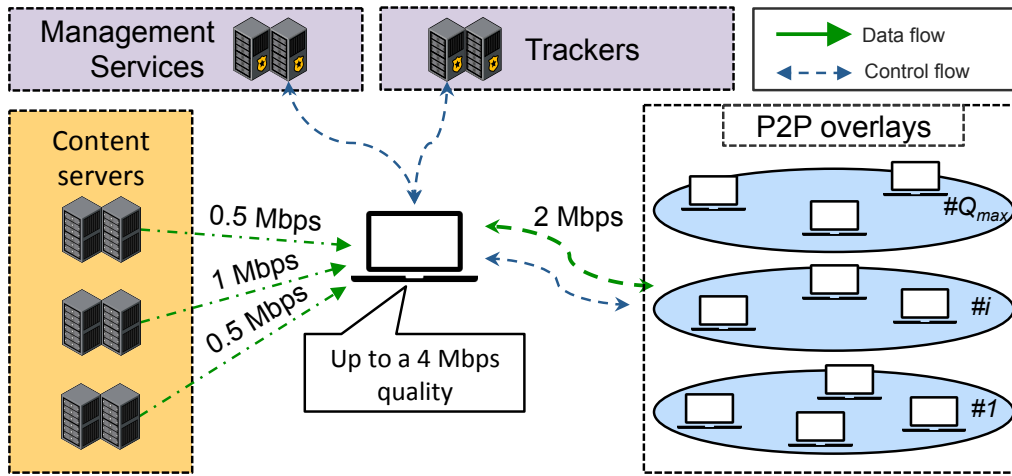 Management
Services
Trackers
Data flow
Control flow
Content
servers
P2P overlays
0.5 Mbps
1 Mbps
0.5 Mbps
2 Mbps
Up to a 4 Mbps
quality
#Qmax
#i
#1